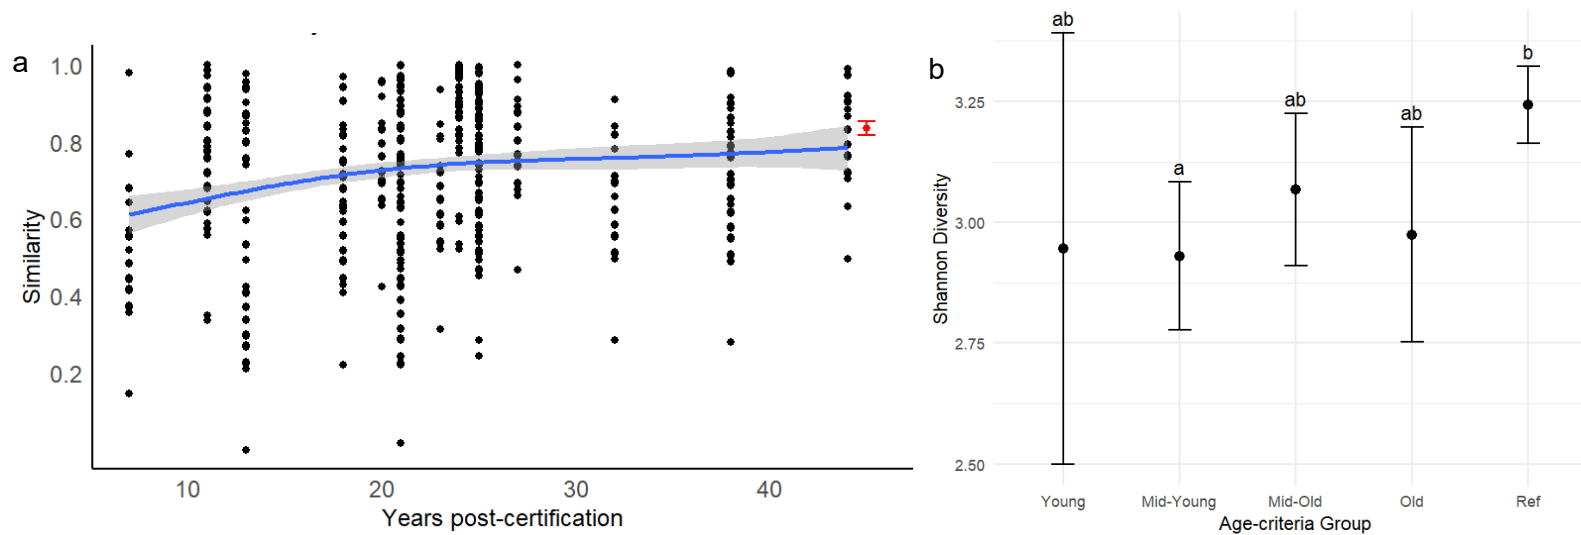 a
1.0
0.8
0.6
0.4
0.2
Similarity
10 20 30 40
Years post-certification
b
3.25
3.00
2.75
2.50
Shannon Diversity
ab a ab ab b
Young Mid-Young Mid-Old Old Ref
Age-criteria Group